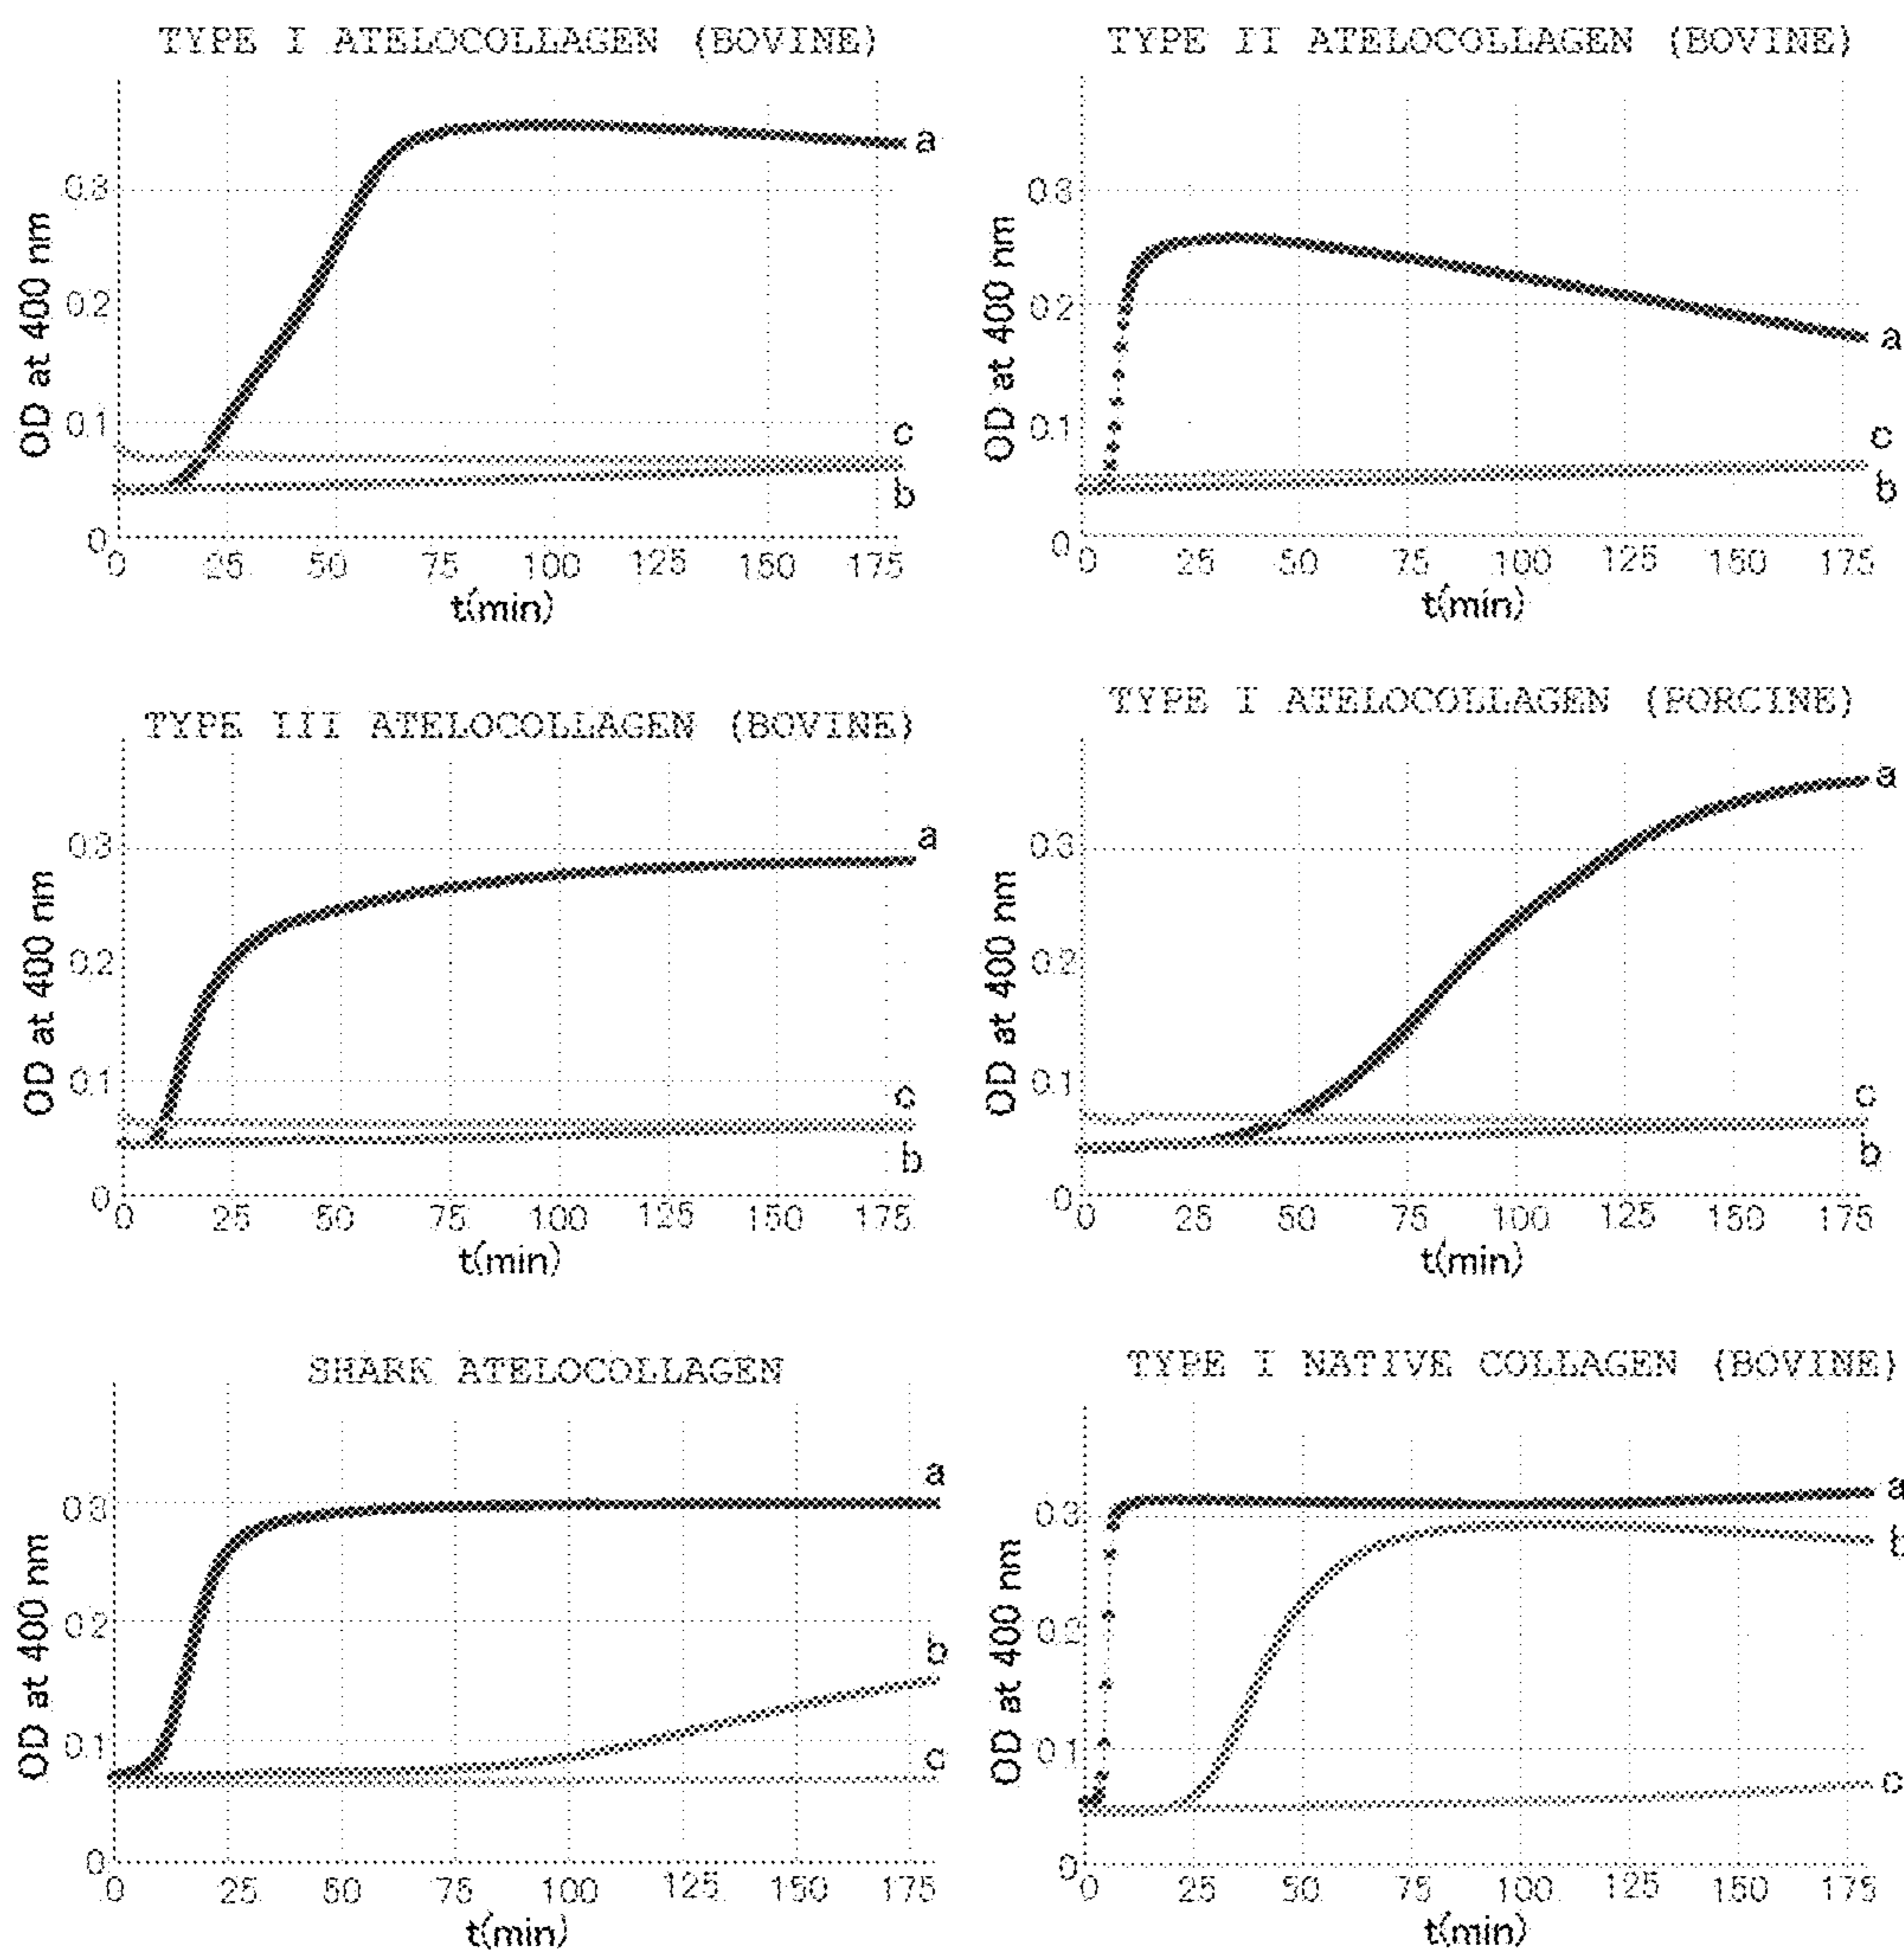 TYPE I ATELOCOLLAGEN (BOVINE)
OD at 400 nm
0.3
0.2
0.1
0
a
c
b
0 25 50 75 100 125 150 175
t(min)
TYPE II ATELOCOLLAGEN (BOVINE)
OD at 400 nm
0.3
0.2
0.1
0
a
c
b
0 25 50 75 100 125 150 175
t(min)
TYPE III ATELOCOLLAGEN (BOVINE)
OD at 400 nm
0.3
0.2
0.1
0
a
c
b
0 25 50 75 100 125 150 175
t(min)
TYPE I ATELOCOLLAGEN (PORCINE)
OD at 400 nm
0.3
0.2
0.1
0
a
c
b
0 25 50 75 100 125 150 175
t(min)
SHARK ATELOCOLLAGEN
OD at 400 nm
0.3
0.2
0.1
0
a
b
c
0 25 50 75 100 125 150 175
t(min)
TYPE I NATIVE COLLAGEN (BOVINE)
OD at 400 nm
0.3
0.2
0.1
0
a
b
c
0 25 50 75 100 125 150 175
t(min)